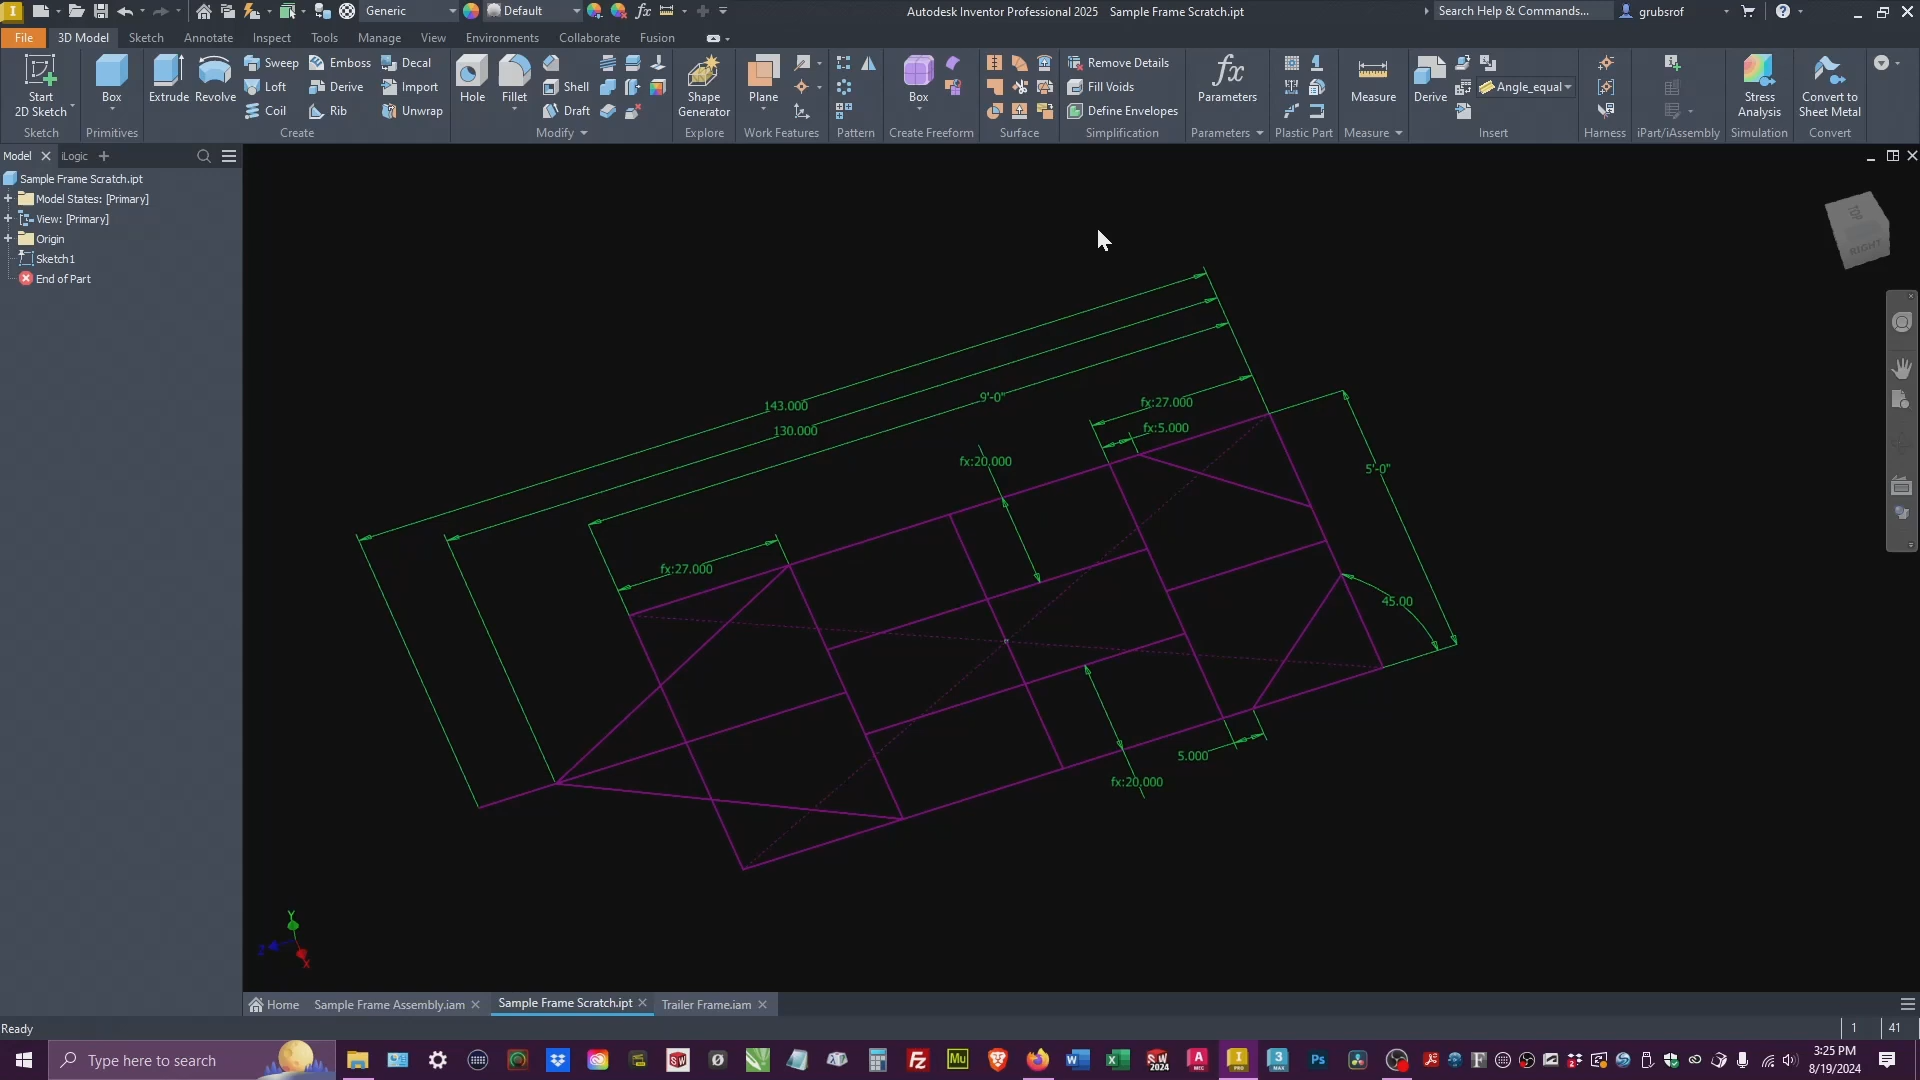 Generic
Default
Autodesk Inventor Professional 2025 Sample Frame Scratch.ipt
Search Help & Commands...
grubsrof
File 3D Model Sketch Annotate Inspect Tools Manage View Environments Collaborate Fusion
Start
2D Sketch
Box
Extrude
Revolve
Sweep
Emboss
Decal
Loft
Derive
Import
Coil
Rib
Unwrap
Hole
Fillet
Shell
Draft
Shape
Generator
Plane
Box
Remove Details
Fill Voids
Define Envelopes
fx
Parameters
Measure
Derive
Angle_equal
Stress
Analysis
Convert to
Sheet Metal
Sketch Primitives Create Modify Explore Work Features Pattern Create Freeform Surface Simplification Parameters Plastic Part Measure Insert Harness iPart/iAssembly Simulation Convert
Model iLogic
Sample Frame Scratch.ipt
Model States: [Primary]
View: [Primary]
Origin
Sketch1
End of Part
TOP
RIGHT
143.000
9'-0"
fx:27.000
130.000
fx:5.000
fx:20.000
5'-0"
fx:27.000
45.00
5.000
fx:20.000
Y
Z
X
Home Sample Frame Assembly.iam Sample Frame Scratch.ipt Trailer Frame.iam
Ready
1
41
Type here to search
3:25 PM
8/19/2024